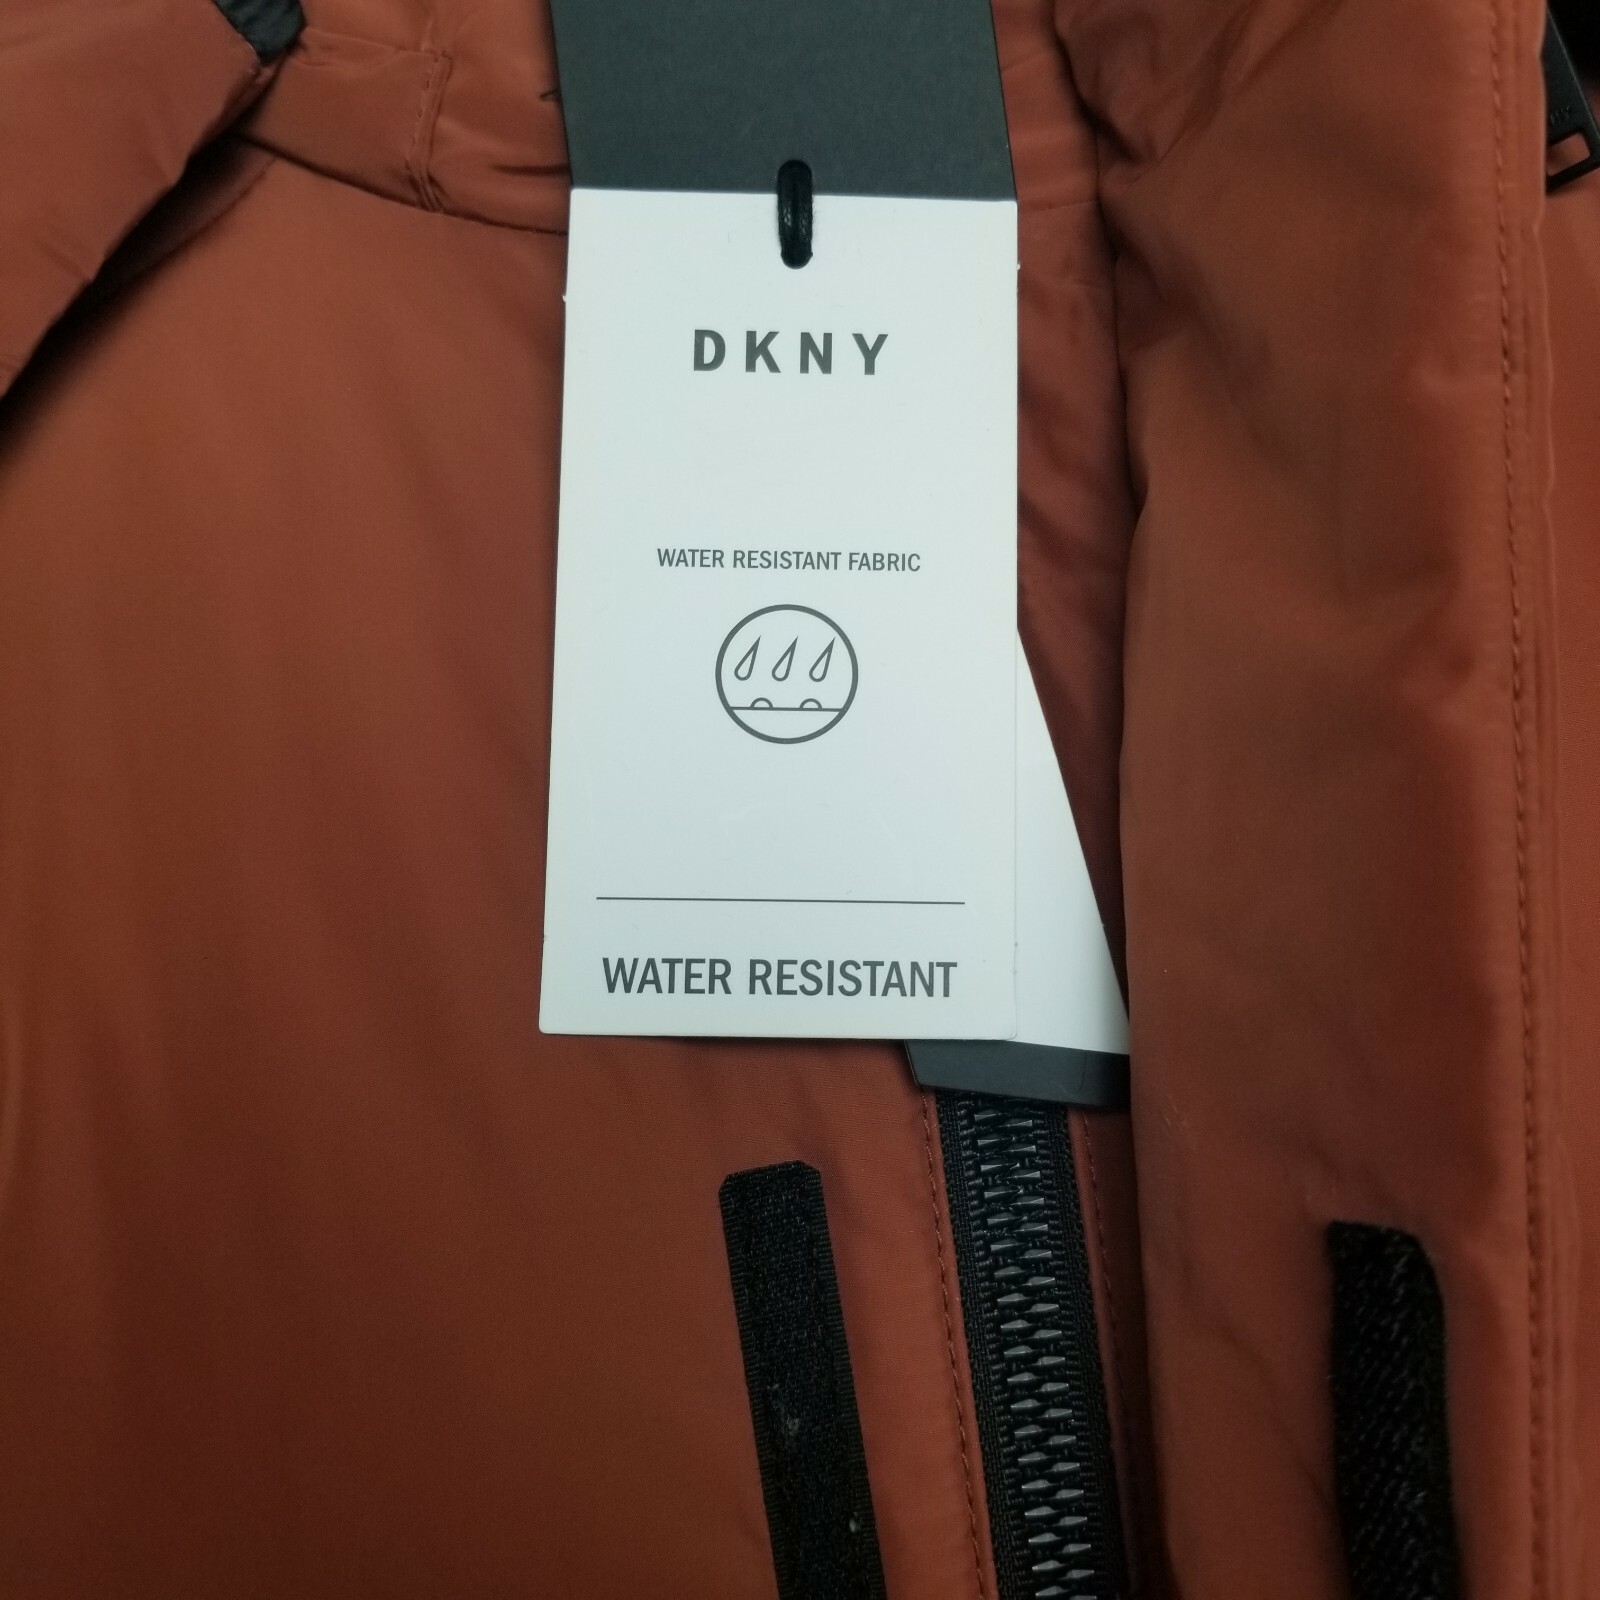 DKNY
WATER RESISTANT FABRIC
WATER RESISTANT